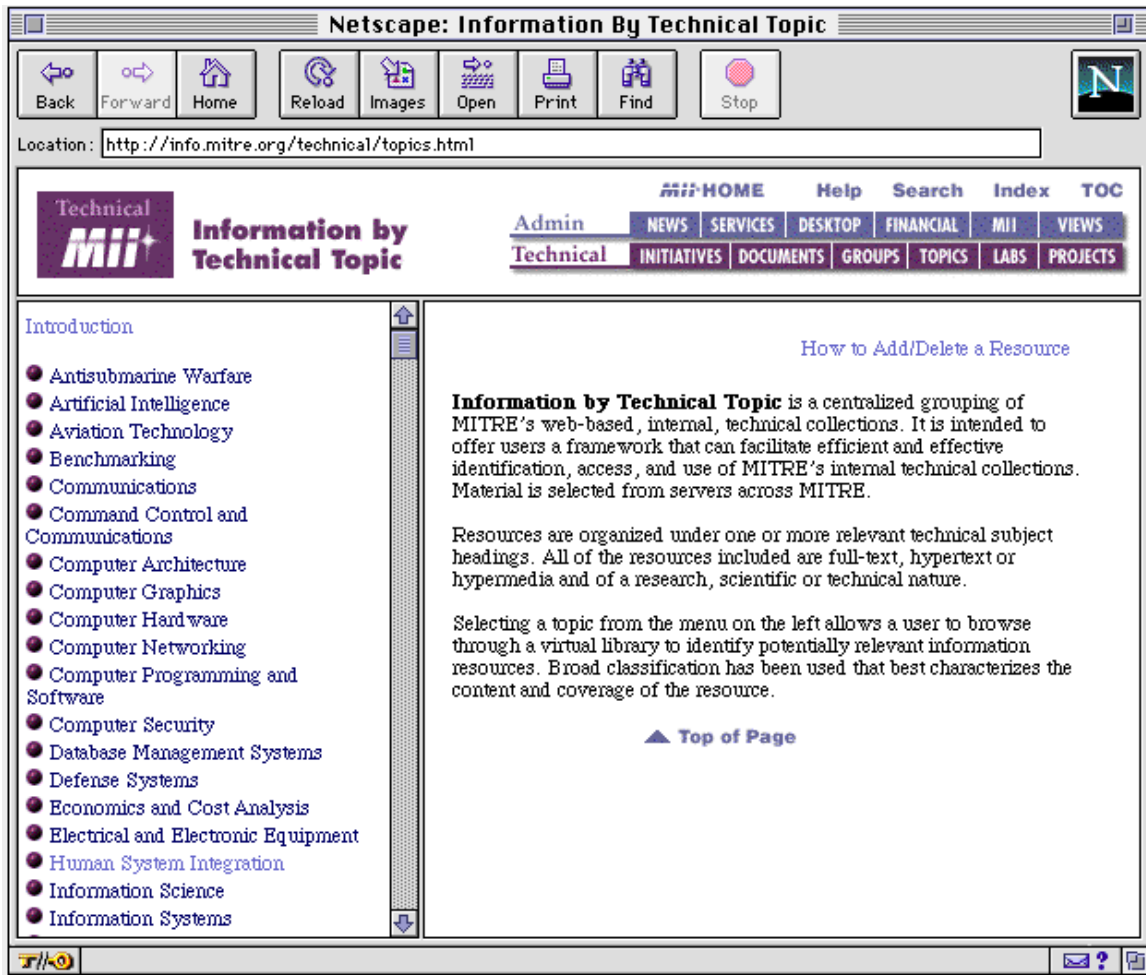 Netscape: Information By Technical Topic
Back Forward Home Reload Images Open Print Find Stop
N
Location: http://info.mitre.org/technical/topics.html
Mii-HOME Help Search Index TOC
Technical
Mii
Information by
Technical Topic
Admin NEWS SERVICES DESKTOP FINANCIAL MII VIEWS
Technical INITIATIVES DOCUMENTS GROUPS TOPICS LABS PROJECTS
Introduction
Antisubmarine Warfare
Artificial Intelligence
Aviation Technology
Benchmarking
Communications
Command Control and
Communications
Computer Architecture
Computer Graphics
Computer Hardware
Computer Networking
Computer Programming and
Software
Computer Security
Database Management Systems
Defense Systems
Economics and Cost Analysis
Electrical and Electronic Equipment
Human System Integration
Information Science
Information Systems
How to Add/Delete a Resource
Information by Technical Topic is a centralized grouping of
MITRE's web-based, internal, technical collections. It is intended to
offer users a framework that can facilitate efficient and effective
identification, access, and use of MITRE's internal technical collections.
Material is selected from servers across MITRE.
Resources are organized under one or more relevant technical subject
headings. All of the resources included are full-text, hypertext or
hypermedia and of a research, scientific or technical nature.
Selecting a topic from the menu on the left allows a user to browse
through a virtual library to identify potentially relevant information
resources. Broad classification has been used that best characterizes the
content and coverage of the resource.
Top of Page
?